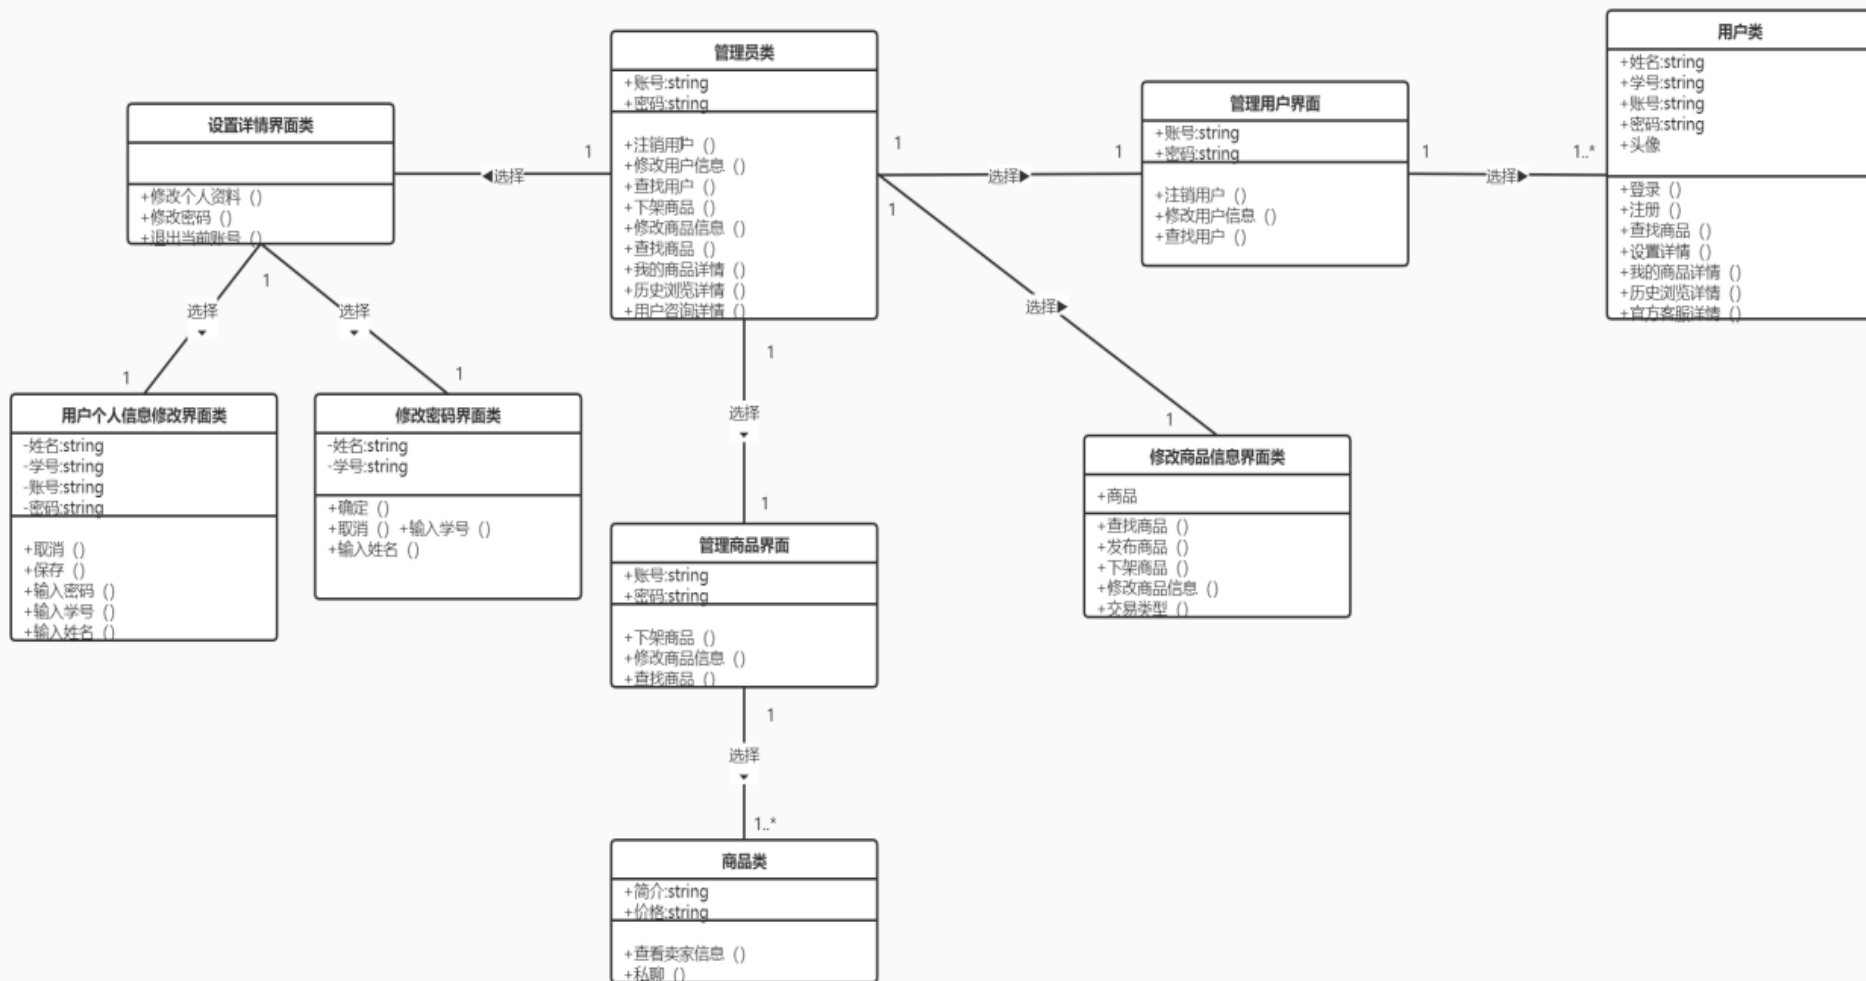 管理员类
+账号:string
+密码:string
+注销用户 ()
+修改用户信息 ()
+查找用户 ()
+下架商品 ()
+修改商品信息 ()
+查找商品 ()
+我的商品详情 ()
+历史浏览详情 ()
+用户咨询详情 ()
用户类
+姓名:string
+学号:string
+账号:string
+密码:string
+头像
+登录 ()
+注册 ()
+查找商品 ()
+设置详情 ()
+我的商品详情 ()
+历史浏览详情 ()
+官方客服详情 ()
管理用户界面
+账号:string
+密码:string
+注销用户 ()
+修改用户信息 ()
+查找用户 ()
设置详情界面类
+修改个人资料 ()
+修改密码 ()
+退出当前账号 ()
1
◀选择
1
选择▶
1
1
选择▶
1..*
1
选择▶
1
1
选择
选择
1
1
用户个人信息修改界面类
-姓名:string
-学号:string
-账号:string
-密码:string
+取消 ()
+保存 ()
+输入密码 ()
+输入学号 ()
+输入姓名 ()
修改密码界面类
-姓名:string
-学号:string
+确定 ()
+取消 () +输入学号 ()
+输入姓名 ()
1
选择
1
管理商品界面
+账号:string
+密码:string
+下架商品 ()
+修改商品信息 ()
+查找商品 ()
修改商品信息界面类
+商品
+查找商品 ()
+发布商品 ()
+下架商品 ()
+修改商品信息 ()
+交易类型 ()
1
选择
1..*
商品类
+简介:string
+价格:string
+查看卖家信息 ()
+私聊 ()